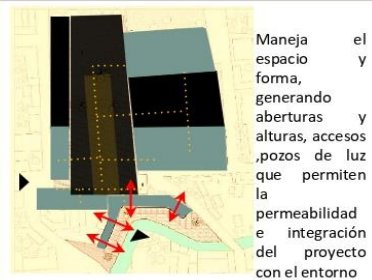 Maneja el
espacio y
forma,
generando
aberturas y
alturas, accesos
,pozos de luz
que permiten
la
permeabilidad
e integración
del proyecto
con el entorno